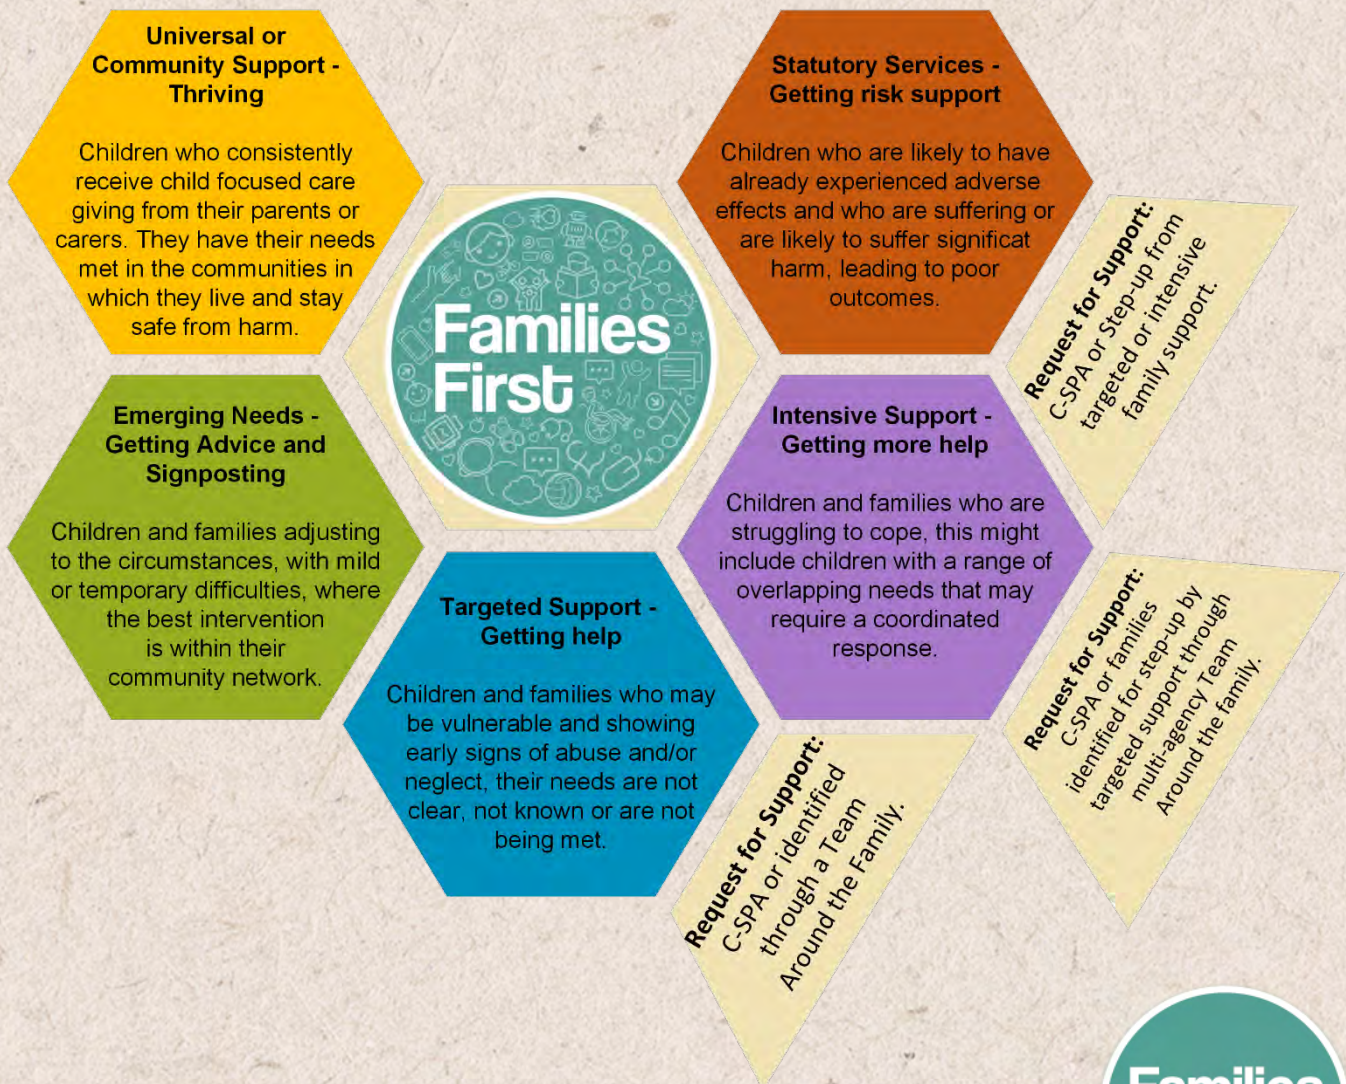 Universal or
Community Support -
Thriving
Children who consistently
receive child focused care
giving from their parents or
carers. They have their needs
met in the communities in
which they live and stay
safe from harm.
Statutory Services -
Getting risk support
Children who are likely to have
already experienced adverse
effects and who are suffering or
are likely to suffer significat
harm, leading to poor
outcomes.
Request for Support:
C-SPA or Step-up from
targeted or intensive
family support.
Families
First
Emerging Needs -
Getting Advice and
Signposting
Children and families adjusting
to the circumstances, with mild
or temporary difficulties, where
the best intervention
is within their
community network.
Intensive Support -
Getting more help
Children and families who are
struggling to cope, this might
include children with a range of
overlapping needs that may
require a coordinated
response.
Request for Support:
C-SPA or families
identified for step-up by
targeted support through
multi-agency Team
Around the family.
Targeted Support -
Getting help
Children and families who may
be vulnerable and showing
early signs of abuse and/or
neglect, their needs are not
clear, not known or are not
being met.
Request for Support:
C-SPA or identified
through a Team
Around the Family.
Families